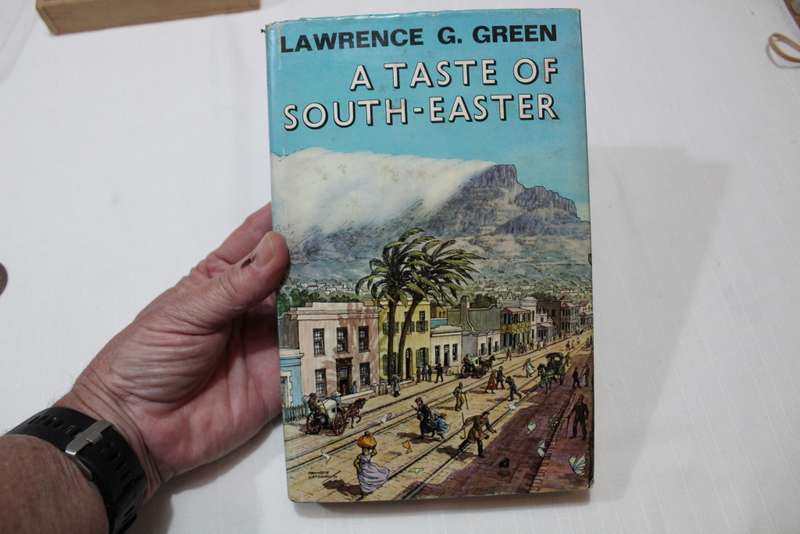 LAWRENCE G. GREEN
A TASTE OF
SOUTH-EASTER